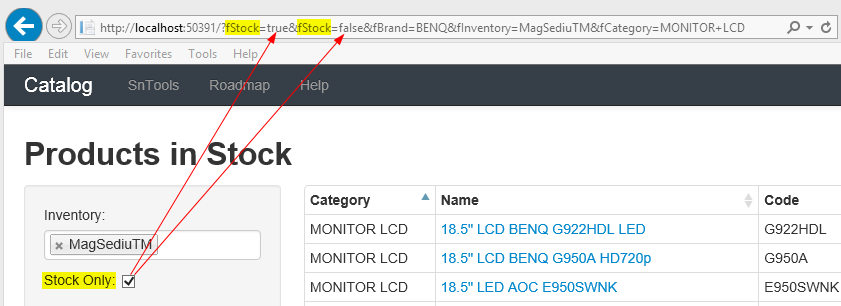 http://localhost:50391/?fStock=true&fStock=false&fBrand=BENQ&fInventory=MagSediuTM&fCategory=MONITOR+LCD
File Edit View Favorites Tools Help
Catalog SnTools Roadmap Help
Products in Stock
Inventory:
× MagSediuTM
Stock Only:
Category Name Code
MONITOR LCD 18.5" LCD BENQ G922HDL LED G922HDL
MONITOR LCD 18.5" LCD BENQ G950A HD720p G950A
MONITOR LCD 18.5" LED AOC E950SWNK E950SWNK